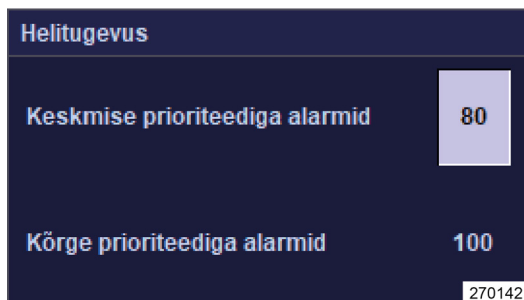 Helitugevus
Keskmise prioriteediga alarmid 80
Kõrge prioriteediga alarmid 100
270142